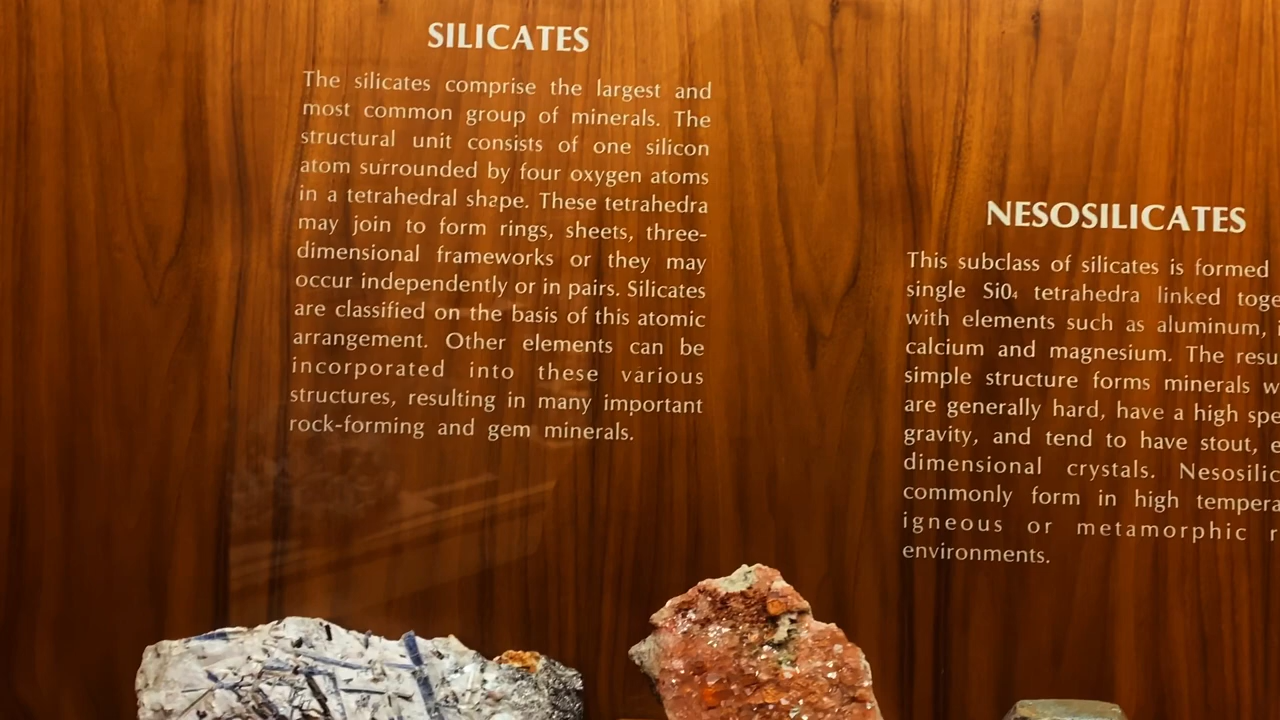 SILICATES
The silicates comprise the largest and
most common group of minerals. The
structural unit consists of one silicon
atom surrounded by four oxygen atoms
in a tetrahedral shape. These tetrahedra
may join to form rings, sheets, three-
dimensional frameworks or they may
occur independently or in pairs. Silicates
are classified on the basis of this atomic
arrangement. Other elements can be
incorporated into these various
structures, resulting in many important
rock-forming and gem minerals.
NESOSILICATES
This subclass of silicates is formed
single Si0₄ tetrahedra linked
with elements such as aluminum,
calcium and magnesium. The
simple structure forms minerals
are generally hard, have a high
gravity, and tend to have stout,
dimensional crystals.
commonly form in high
igneous or metamorphic
environments.